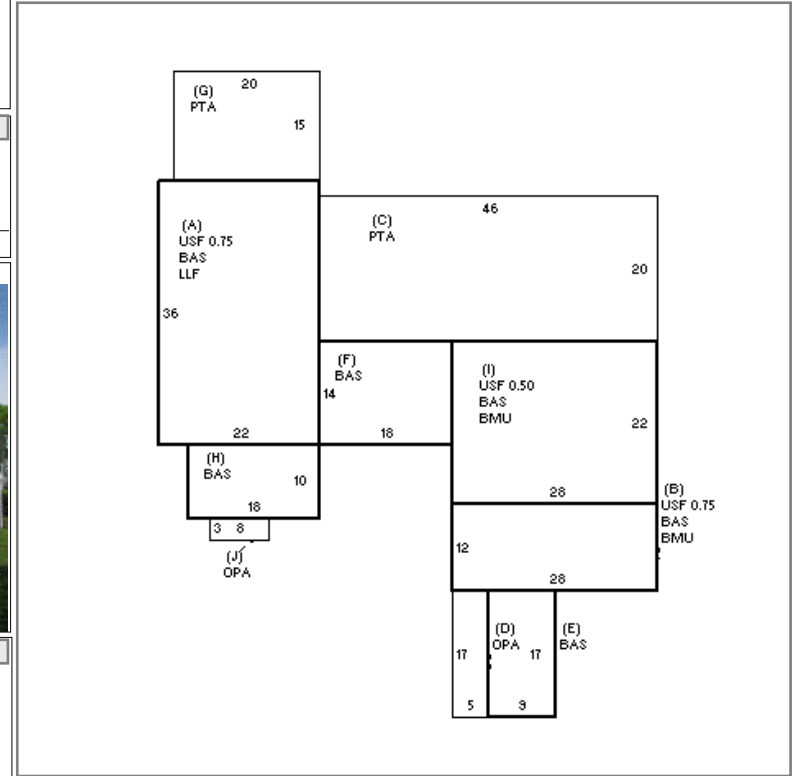 (G)
PTA
20
15
(A)
USF 0.75
BAS
LLF
36
22
(C)
PTA
46
20
(F)
BAS
14
18
(I)
USF 0.50
BAS
BMU
22
28
(H)
BAS
10
18
3 8
(J)
OPA
(B)
USF 0.75
BAS
BMU
12
28
(D)
OPA
17
5
(E)
BAS
17
9